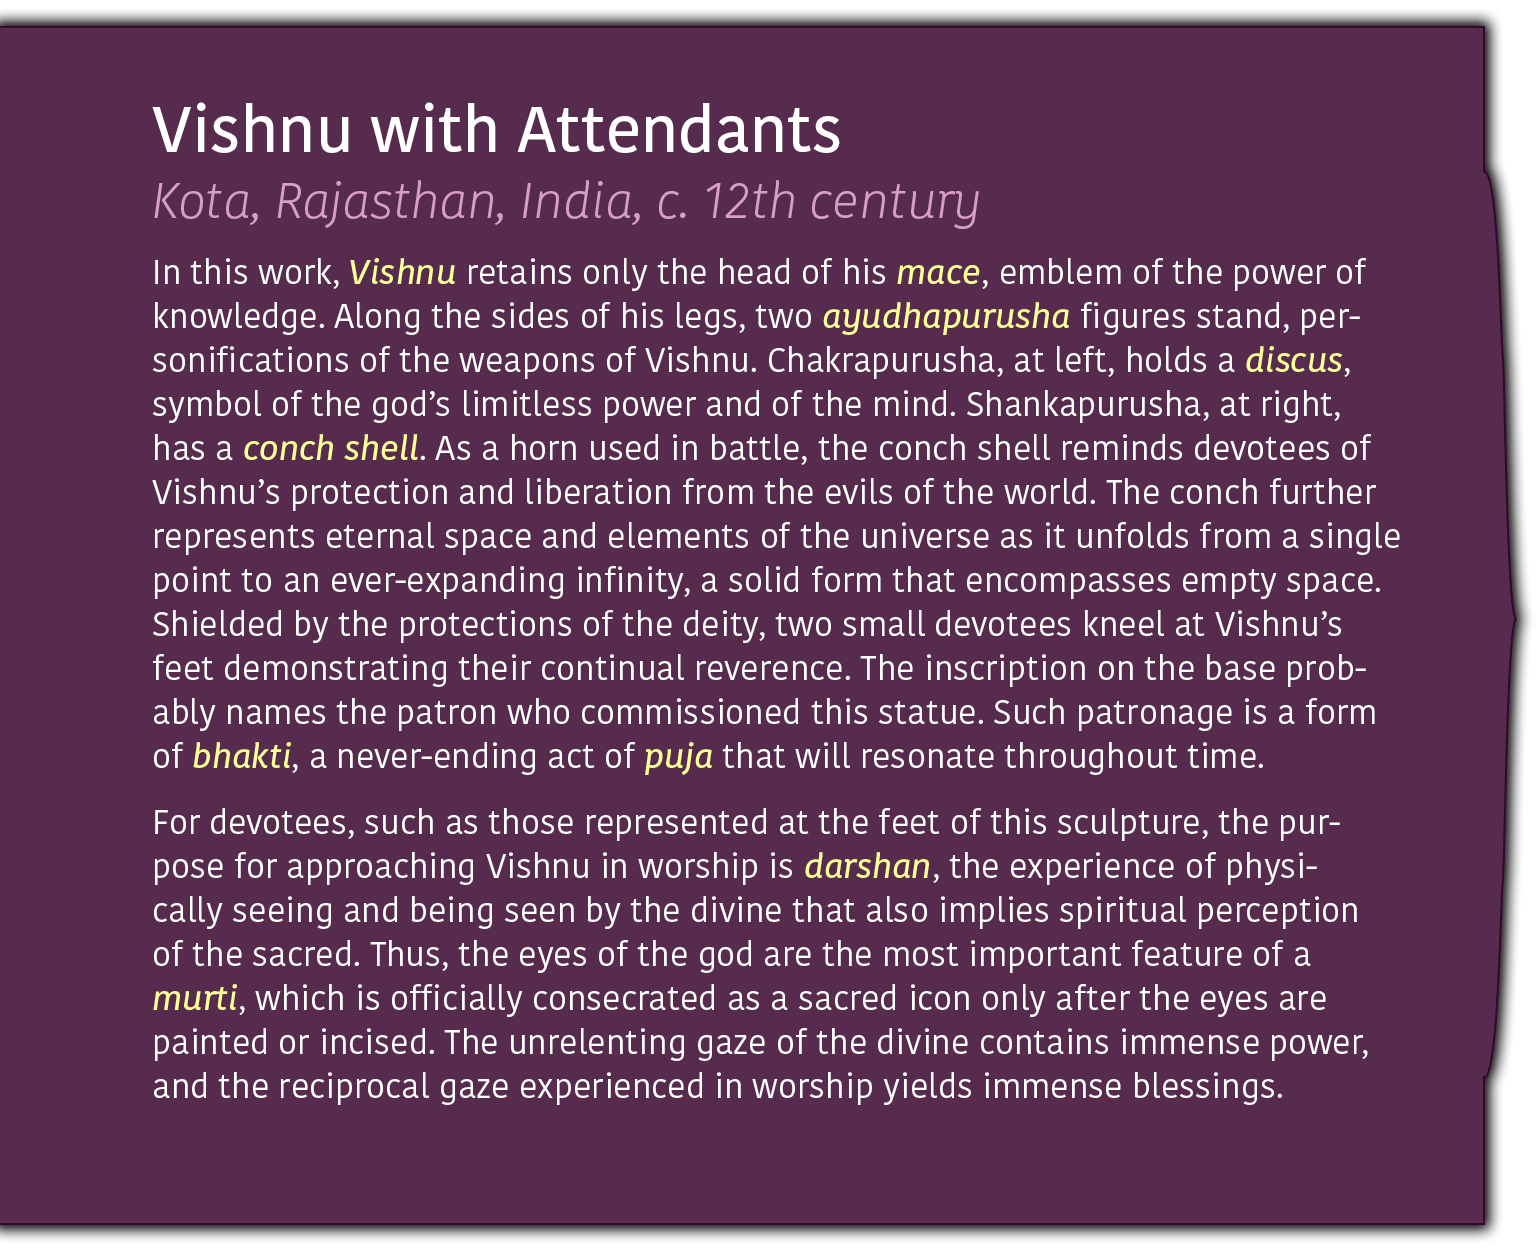 Vishnu with Attendants
Kota, Rajasthan, India, c. 12th century
In this work, Vishnu retains only the head of his mace, emblem of the power of
knowledge. Along the sides of his legs, two ayudhapurusha figures stand, per-
sonifications of the weapons of Vishnu. Chakrapurusha, at left, holds a discus,
symbol of the god’s limitless power and of the mind. Shankapurusha, at right,
has a conch shell. As a horn used in battle, the conch shell reminds devotees of
Vishnu’s protection and liberation from the evils of the world. The conch further
represents eternal space and elements of the universe as it unfolds from a single
point to an ever-expanding infinity, a solid form that encompasses empty space.
Shielded by the protections of the deity, two small devotees kneel at Vishnu’s
feet demonstrating their continual reverence. The inscription on the base prob-
ably names the patron who commissioned this statue. Such patronage is a form
of bhakti, a never-ending act of puja that will resonate throughout time.
For devotees, such as those represented at the feet of this sculpture, the pur-
pose for approaching Vishnu in worship is darshan, the experience of physi-
cally seeing and being seen by the divine that also implies spiritual perception
of the sacred. Thus, the eyes of the god are the most important feature of a
murti, which is officially consecrated as a sacred icon only after the eyes are
painted or incised. The unrelenting gaze of the divine contains immense power,
and the reciprocal gaze experienced in worship yields immense blessings.